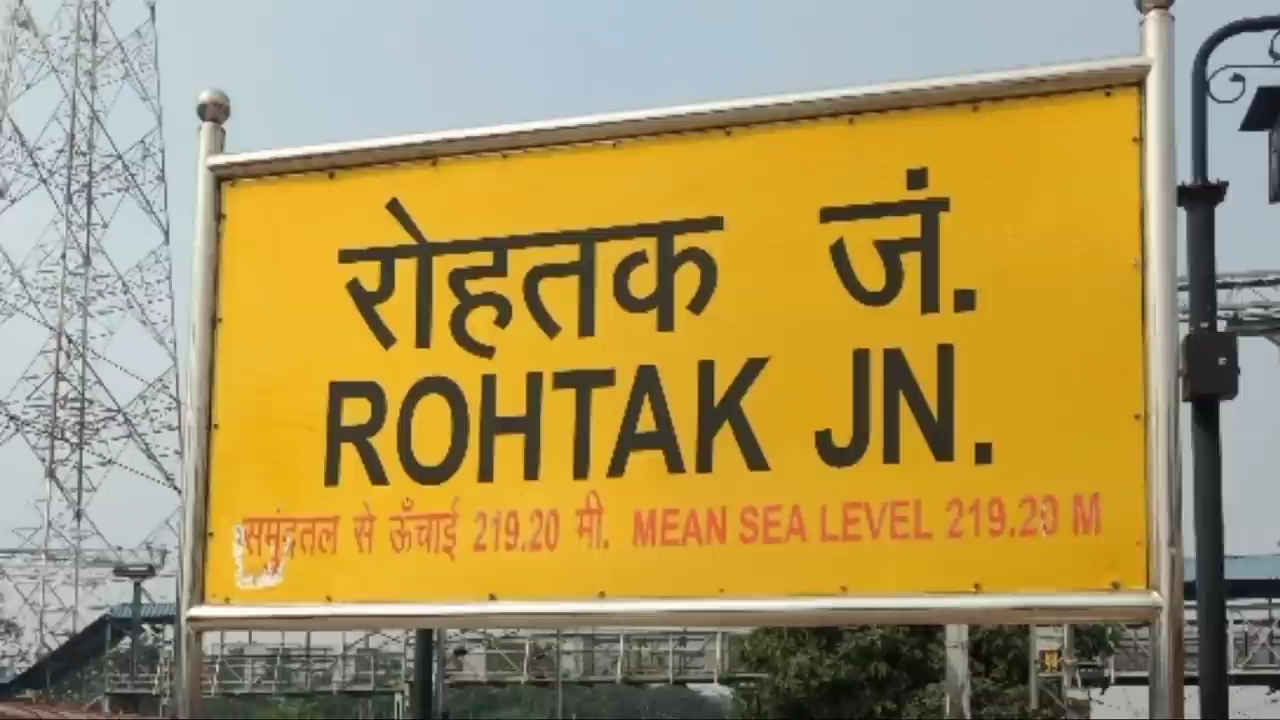 रोहतक जं.
ROHTAK JN.
समुंद्रतल से ऊँचाई 219.20 मी. MEAN SEA LEVEL 219.20 M